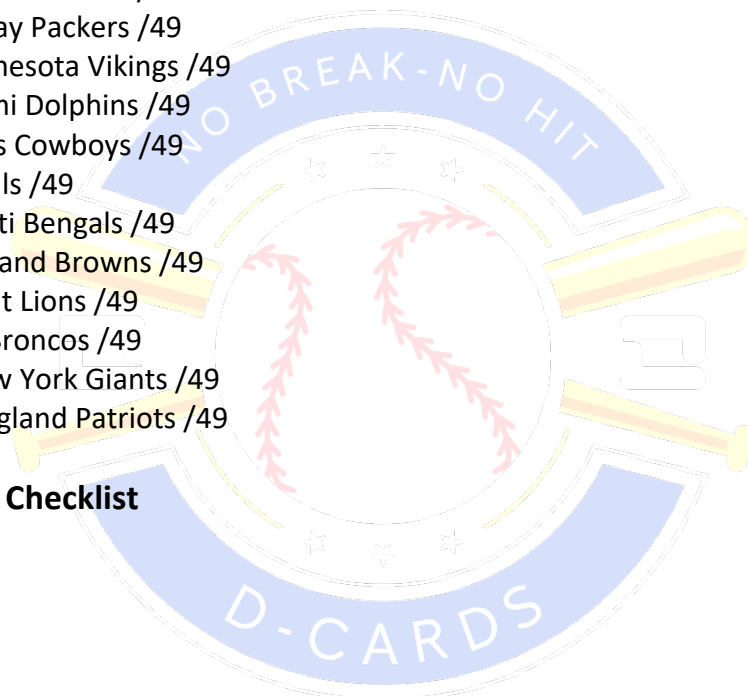 ay Packers /49
nesota Vikings /49
ni Dolphins /49
s Cowboys /49
ls /49
ti Bengals /49
and Browns /49
t Lions /49
roncos /49
w York Giants /49
gland Patriots /49
Checklist
NO BREAK-NO HIT
D-CARDS